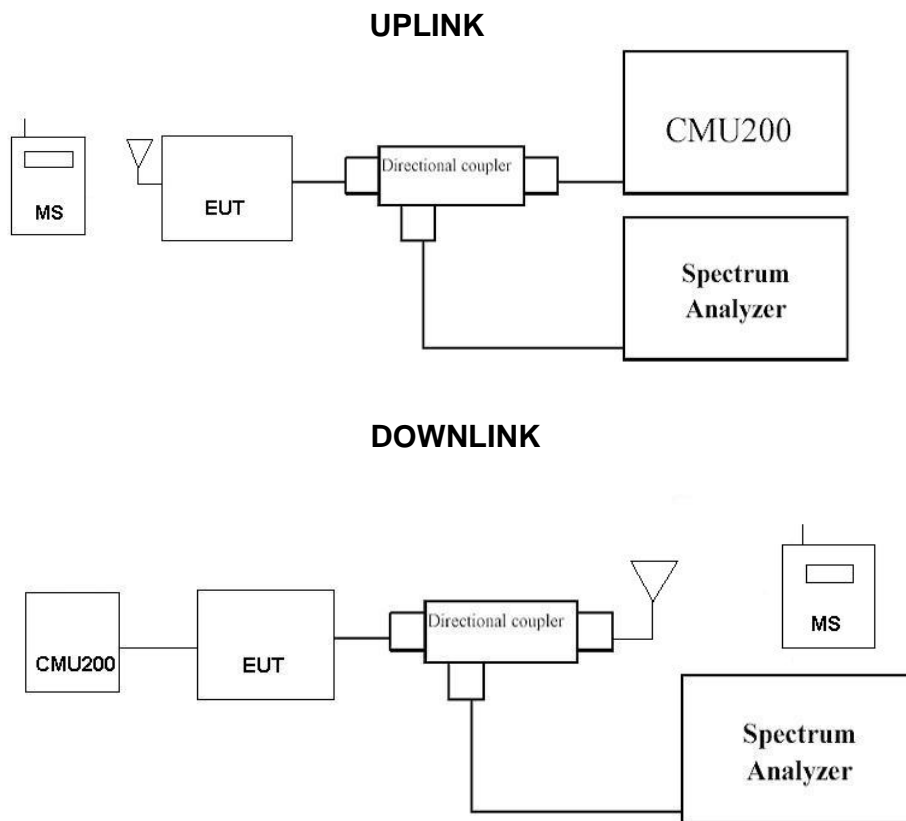 UPLINK
MS
EUT
Directional coupler
CMU200
Spectrum
Analyzer
DOWNLINK
CMU200
EUT
Directional coupler
MS
Spectrum
Analyzer